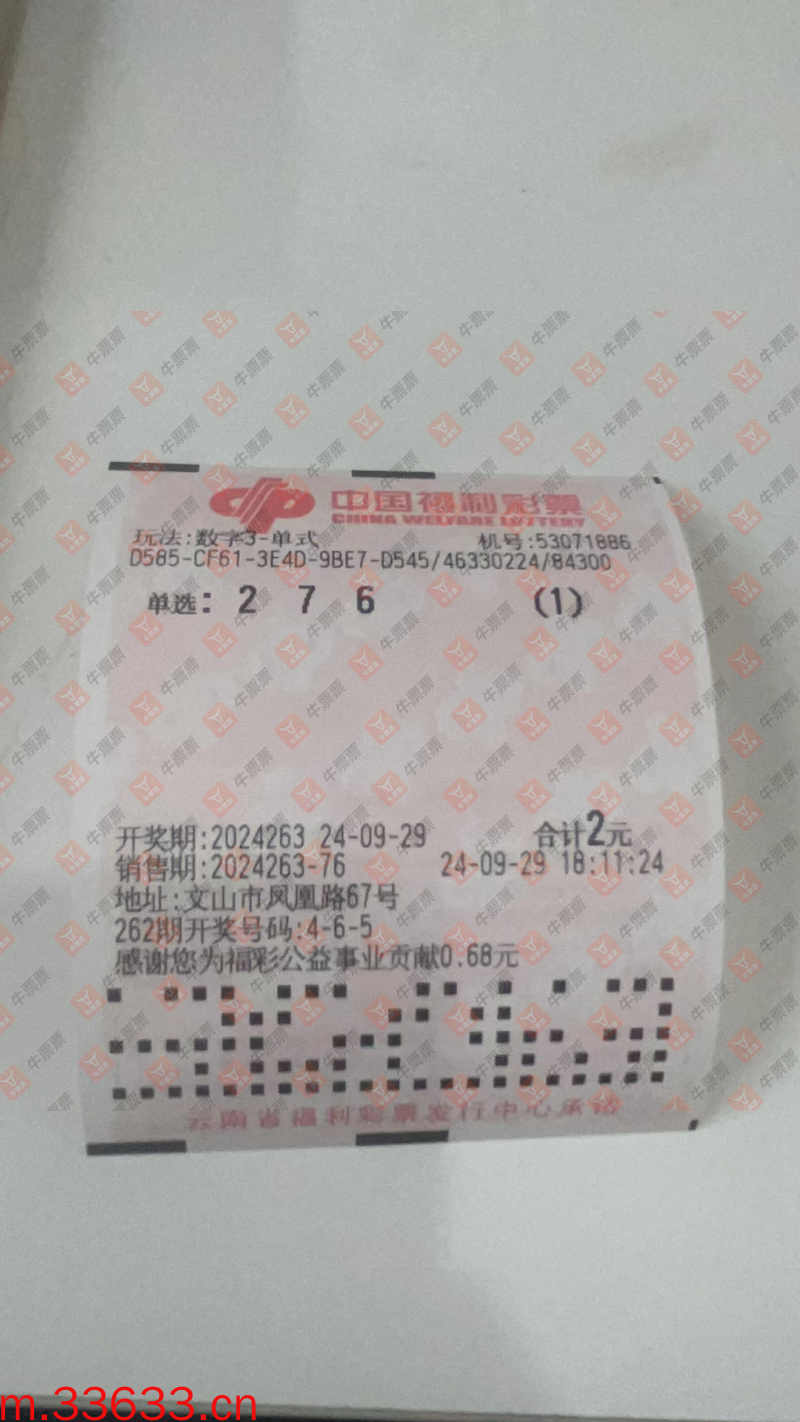 中国福利彩票
CHINA WELFARE LOTTERY
玩法:数字3-单式 机号:53071886
D585-CF61-3E4D-9BE7-D545/46330224/84300
单选: 2 7 6 (1)
开奖期:2024263 24-09-29 合计2元
销售期:2024263-76 24-09-29 18:11:24
地址:文山市凤凰路67号
262期开奖号码:4-6-5
感谢您为福彩公益事业贡献0.68元
云南省福利彩票发行中心承销
牛票票
m.33633.cn